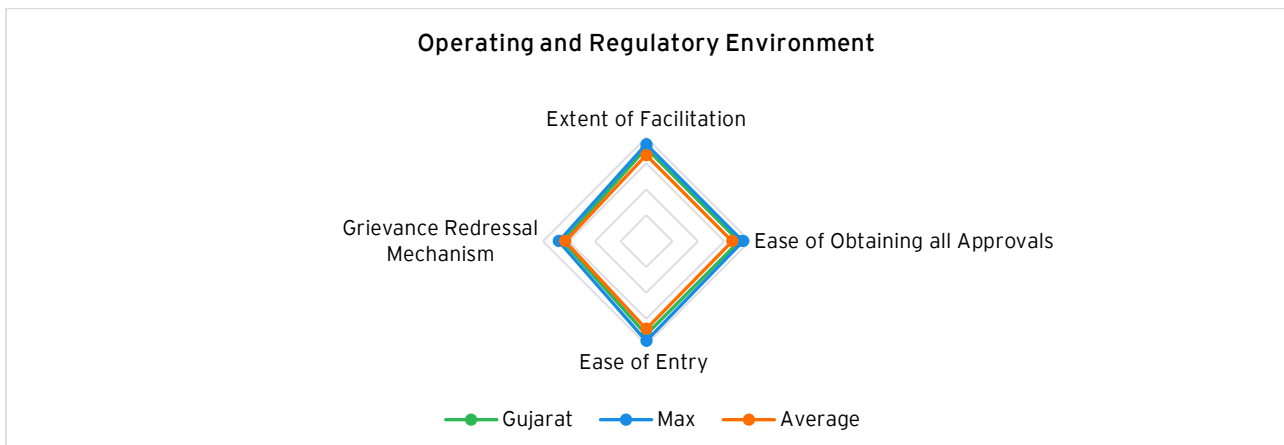 Operating and Regulatory Environment
Extent of Facilitation
Grievance Redressal
Mechanism
Ease of Obtaining all Approvals
Ease of Entry
Gujarat
Max
Average